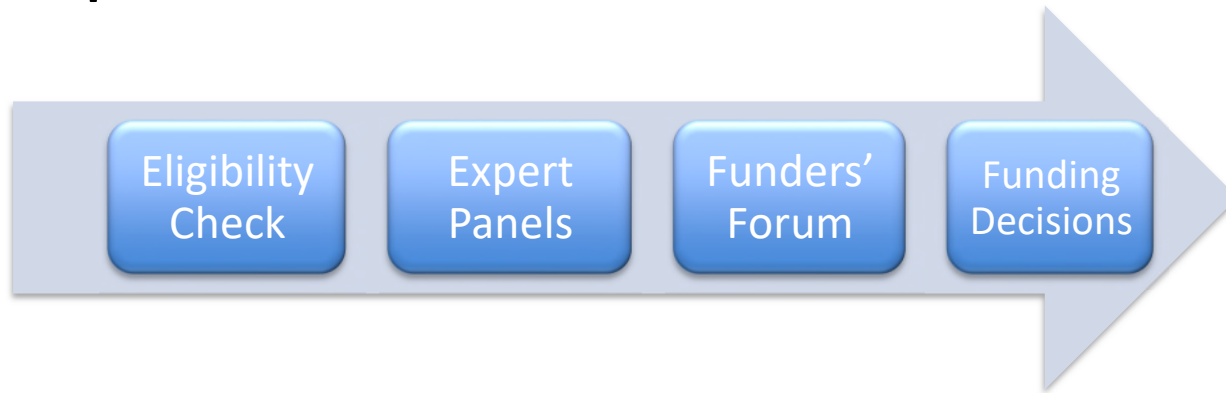 Eligibility
Check
Expert
Panels
Funders’
Forum
Funding
Decisions